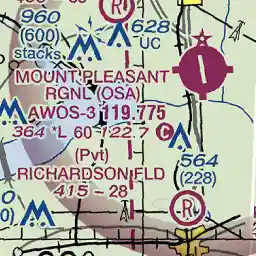 960
(600)
stacks
R
628
UC
MOUNT PLEASANT
RGNL (OSA)
AWOS-3 119.775
364 *L 60 122.7 C
(Pvt)
RICHARDSON FLD
415 - 28
564
(228)
R